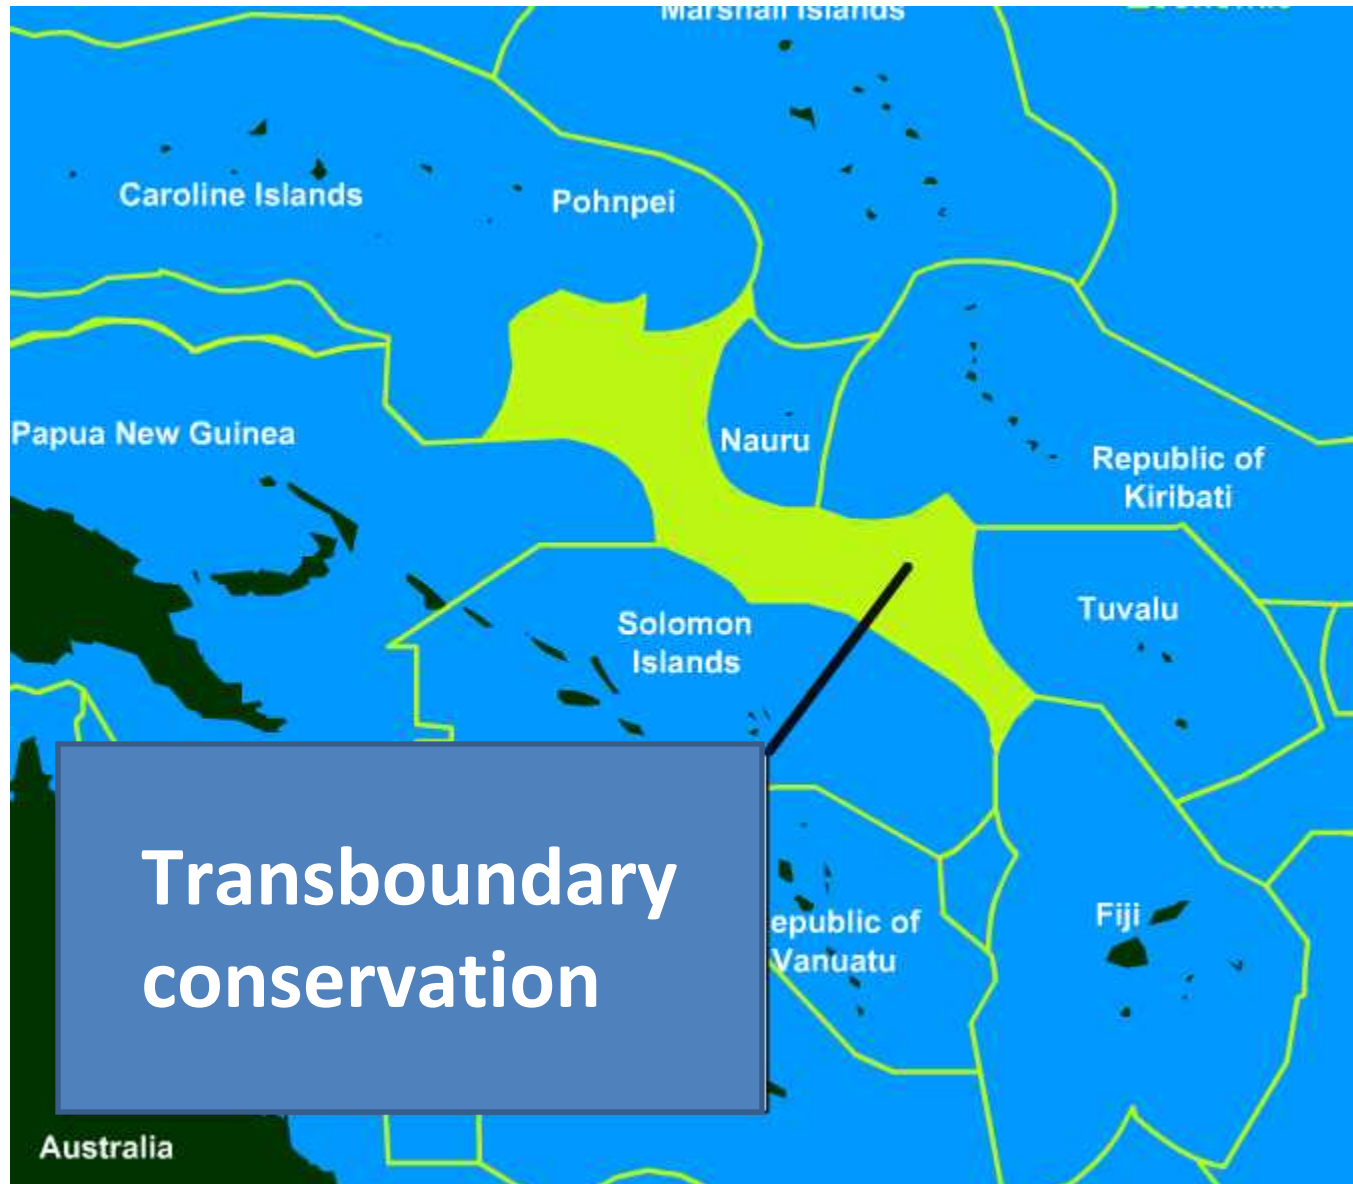 Marshall Islands
Economic
Caroline Islands
Pohnpei
Papua New Guinea
Nauru
Republic of
Kiribati
Solomon
Islands
Tuvalu
Transboundary
conservation
epublic of
Vanuatu
Fiji
Australia